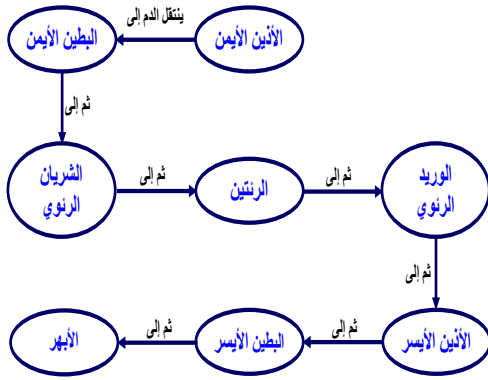 الأذين الأيمن
ينتقل الدم إلى
البطين الأيمن
ثم إلى
الشريان
الرئوي
ثم إلى
الرئتين
ثم إلى
الوريد
الرئوي
ثم إلى
الأذين الأيسر
ثم إلى
البطين الأيسر
ثم إلى
الأبهر